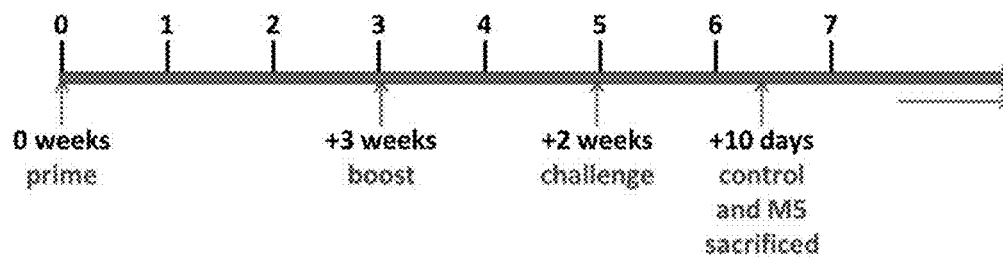 0 1 2 3 4 5 6 7
0 weeks +3 weeks +2 weeks +10 days
prime boost challenge control
and M5
sacrificed